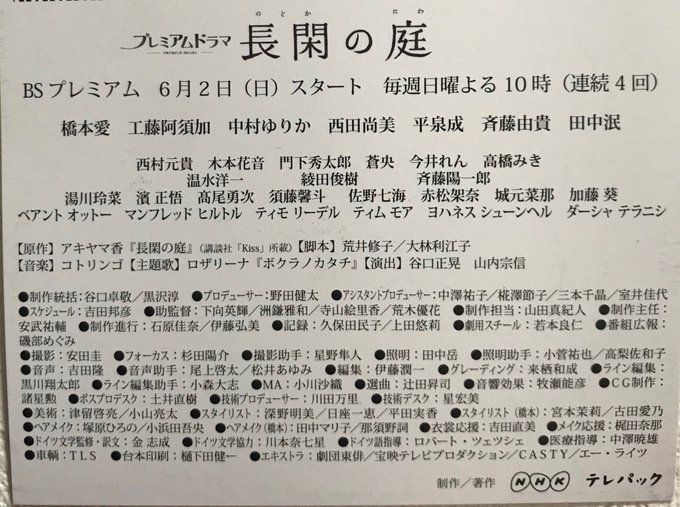 のどか にわ
プレミアムドラマ 長閑の庭
PREMIUM DRAMA
BSプレミアム 6月2日（日）スタート 毎週日曜よる10時（連続4回）
橋本愛 工藤阿須加 中村ゆりか 西田尚美 平泉成 斉藤由貴 田中泯
西村元貴 木本花音 門下秀太郎 蒼央 今井れん 高橋みき
温水洋一 綾田俊樹 斉藤陽一郎
湯川玲菜 濱 正悟 髙尾勇次 須藤馨斗 佐野七海 赤松架奈 城元菜那 加藤 葵
ベアント オットー マンフレッド ヒルトル ティモ リーデル ティム モア ヨハネス シェーンヘル ダーシャ テラニシ
【原作】アキヤマ香『長閑の庭』（講談社「Kiss」所載）【脚本】荒井修子／大林利江子
【音楽】コトリンゴ【主題歌】ロザリーナ『ボクラノカタチ』【演出】谷口正晃 山内宗信
●制作統括：谷口卓敬／黒沢淳 ●プロデューサー：野田健太 ●アシスタントプロデューサー：中澤祐子／椛澤節子／三本千晶／室井佳代
●スケジュール：吉田邦彦 ●助監督：下向英輝／洲鎌雅和／寺山絵里香／荒木優花 ●制作担当：山田真紀人 ●制作主任：
安武祐輔 ●制作進行：石原佳奈／伊藤弘美 ●記録：久保田民子／上田悠莉 ●劇用スチール：若本良仁 ●番組広報：
磯部めぐみ
●撮影：安田圭 ●フォーカス：杉田陽介 ●撮影助手：星野隼人 ●照明：田中岳 ●照明助手：小菅祐也／高梨佐和子
●音声：吉田隆 ●音声助手：尾上啓太／松井あゆみ ●編集：伊藤潤一 ●グレーディング：来栖和成 ●ライン編集：
黒川翔太郎 ●ライン編集助手：小森大志 ●MA：小川沙織 ●選曲：辻田昇司 ●音響効果：牧瀬能彦 ●CG制作：
諸星勲 ●ポスプロデスク：土井直樹 ●技術プロデューサー：川田万里 ●技術デスク：星宏美
●美術：津留啓亮／小山亮太 ●スタイリスト：深野明美／日座一恵／平田実香 ●スタイリスト（橋本）：宮本茉莉／古田愛乃
●ヘアメイク：塚原ひろの／小浜田吾央 ●ヘアメイク（橋本）：田中マリ子／那須野詞 ●衣裳応援：吉田直美 ●メイク応援：梶田奈那
●ドイツ文学監修・訳文：金 志成 ●ドイツ文学協力：川本奈七星 ●ドイツ語指導：ロバート・ツェツシェ ●医療指導：中澤暁雄
●車輌：TLS ●台本印刷：樋下田健一 ●エキストラ：劇団東俳／宝映テレビプロダクション／CASTY／エー・ライツ
制作／著作 NHK テレパック